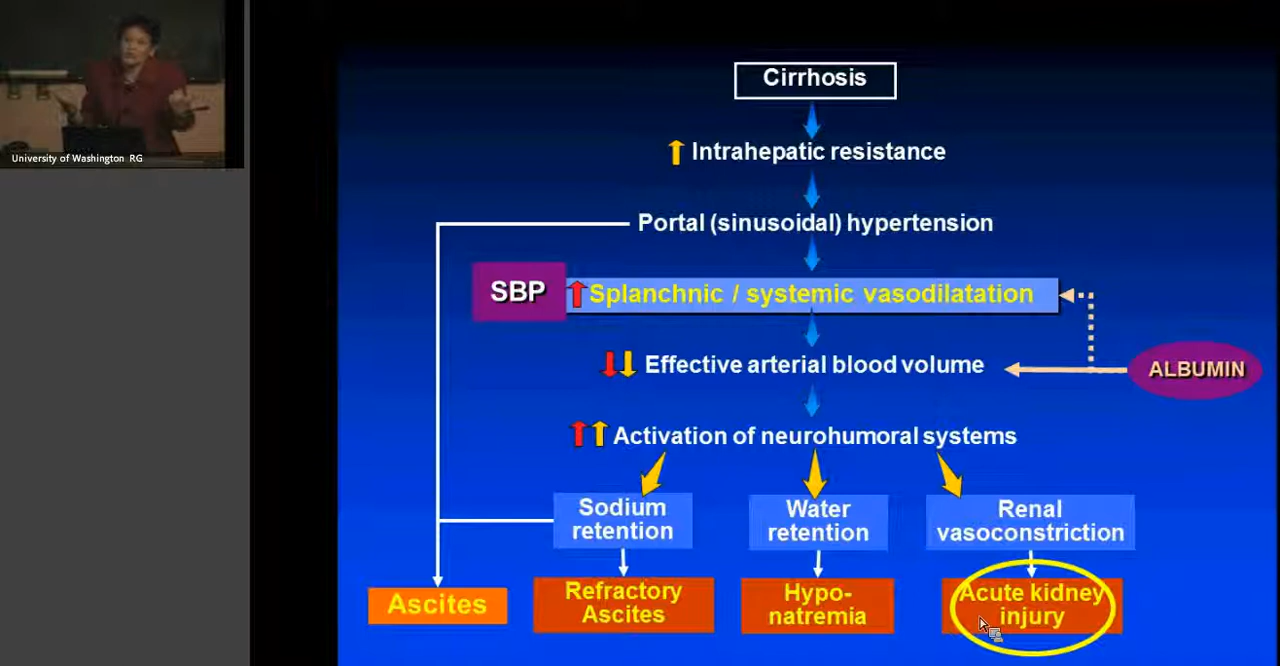 University of Washington RG
Cirrhosis
Intrahepatic resistance
Portal (sinusoidal) hypertension
SBP
Splanchnic / systemic vasodilatation
Effective arterial blood volume
ALBUMIN
Activation of neurohumoral systems
Sodium
retention
Water
retention
Renal
vasoconstriction
Ascites
Refractory
Ascites
Hypo-
natremia
Acute kidney
injury